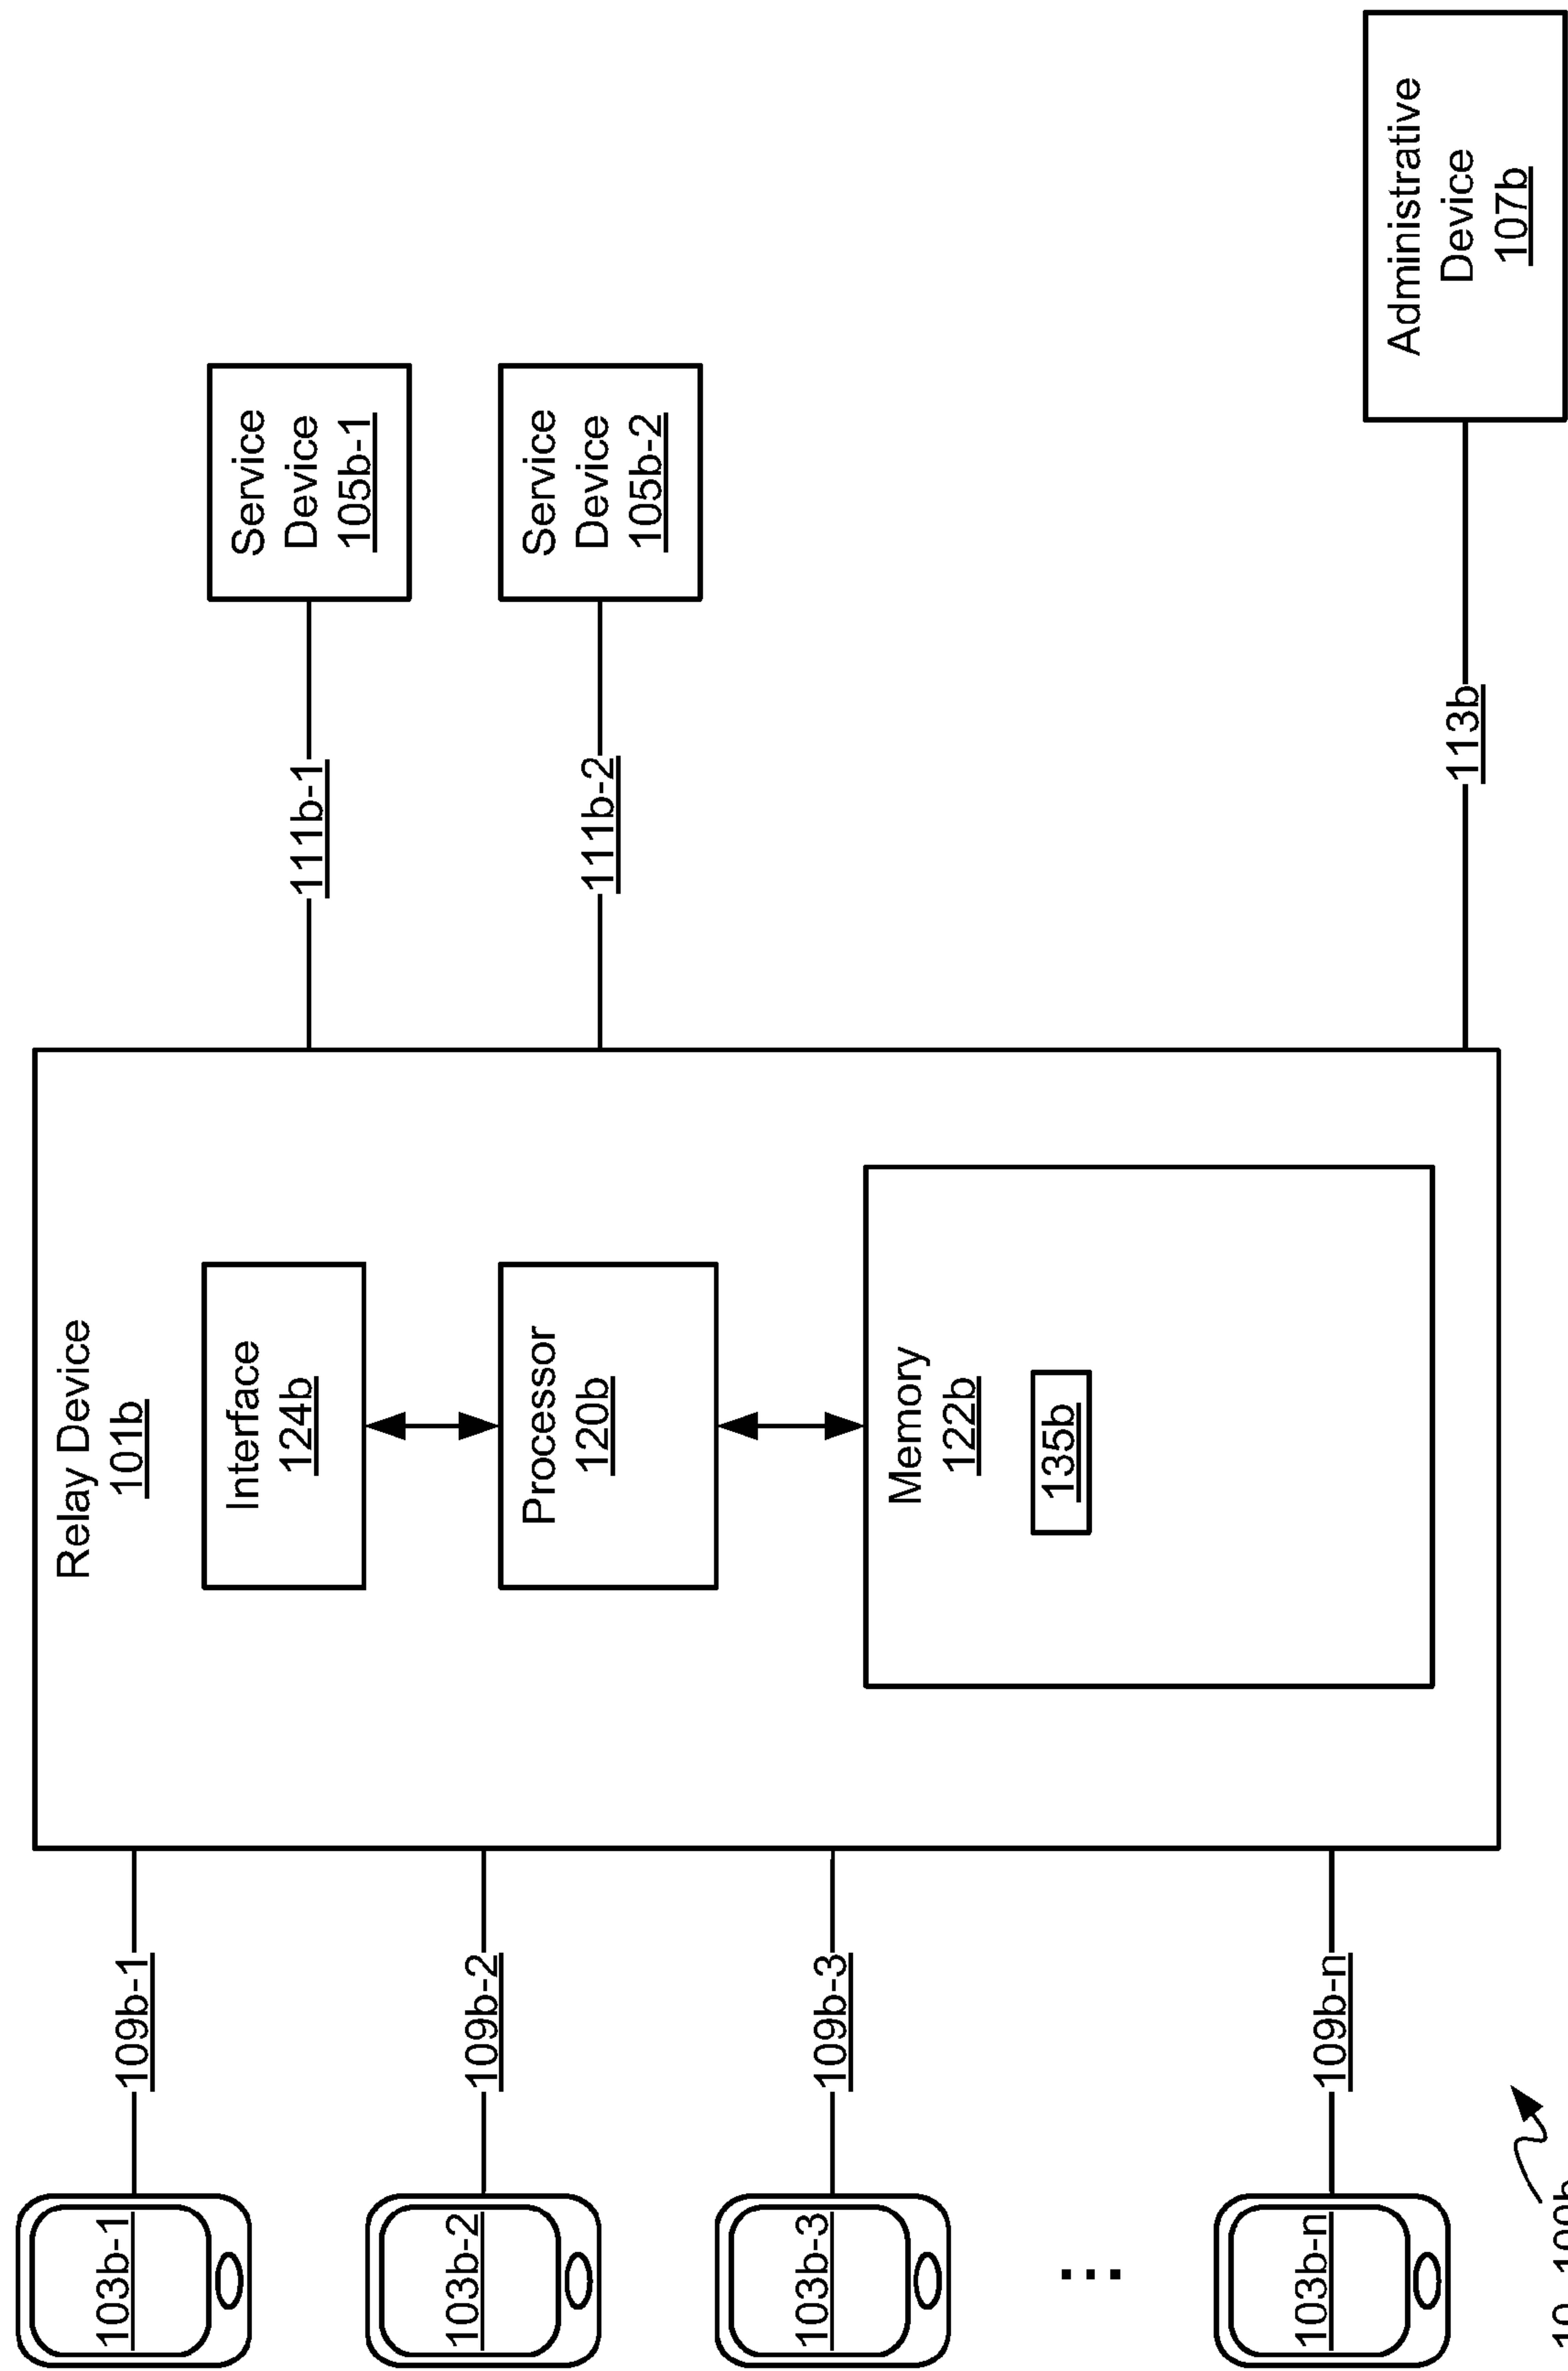 Relay Device
101b
103b-1
109b-1
Interface
124b
111b-1
Service
Device
105b-1
103b-2
109b-2
Processor
120b
111b-2
Service
Device
105b-2
103b-3
109b-3
Memory
122b
135b
...
103b-n
109b-n
113b
Administrative
Device
107b